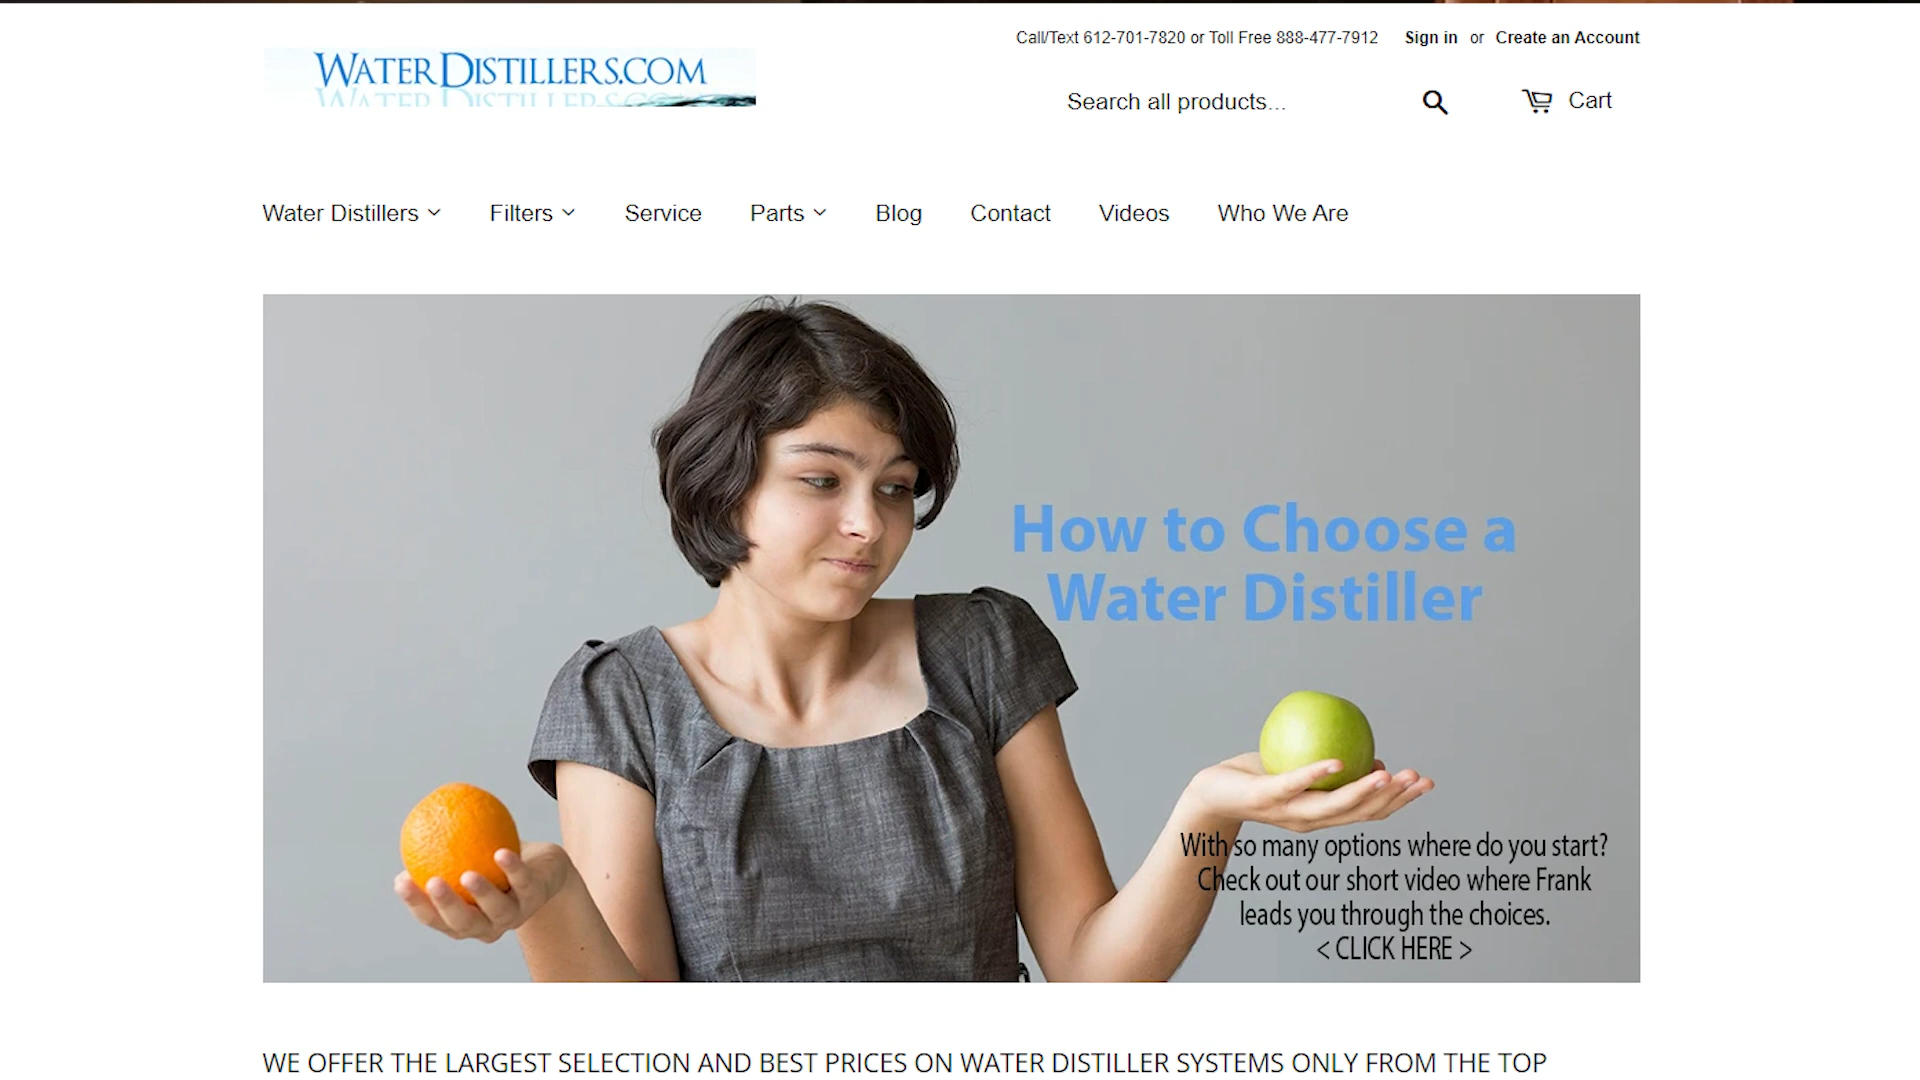 Call/Text 612-701-7820 or Toll Free 888-477-7912 Sign in or Create an Account
WATERDISTILLERS.COM
Search all products... Cart
Water Distillers Filters Service Parts Blog Contact Videos Who We Are
How to Choose a
Water Distiller
With so many options where do you start?
Check out our short video where Frank
leads you through the choices.
< CLICK HERE >
WE OFFER THE LARGEST SELECTION AND BEST PRICES ON WATER DISTILLER SYSTEMS ONLY FROM THE TOP